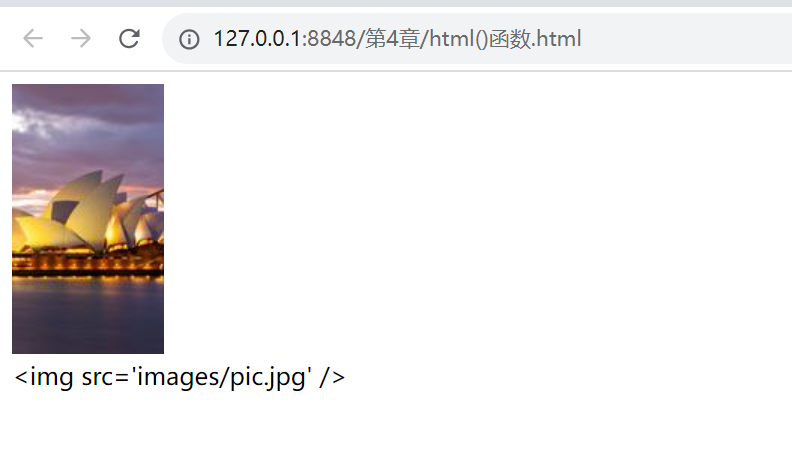 127.0.0.1:8848/第4章/html()函数.html
<img src='images/pic.jpg' />